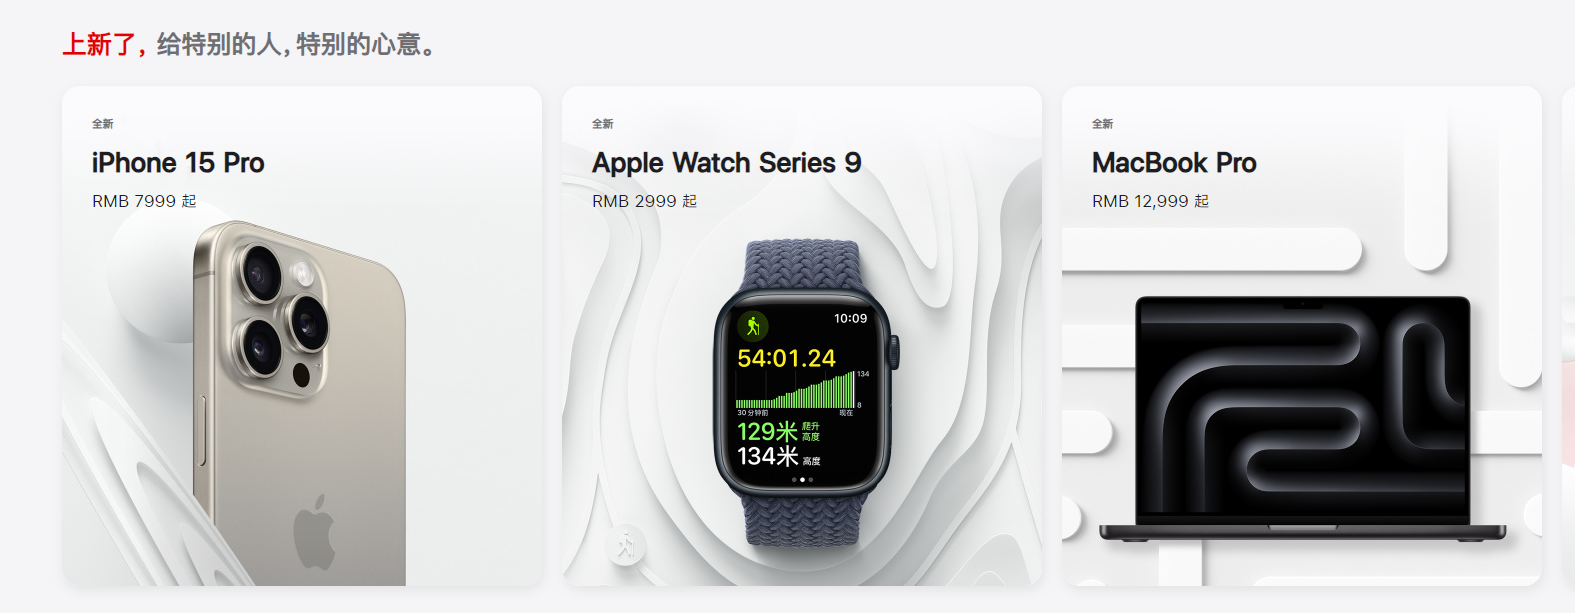 上新了，给特别的人，特别的心意。
全新
iPhone 15 Pro
RMB 7999 起
全新
Apple Watch Series 9
RMB 2999 起
10:09
54:01.24
134
8
30 分钟前 现在
129米 爬升高度
134米 高度
全新
MacBook Pro
RMB 12,999 起